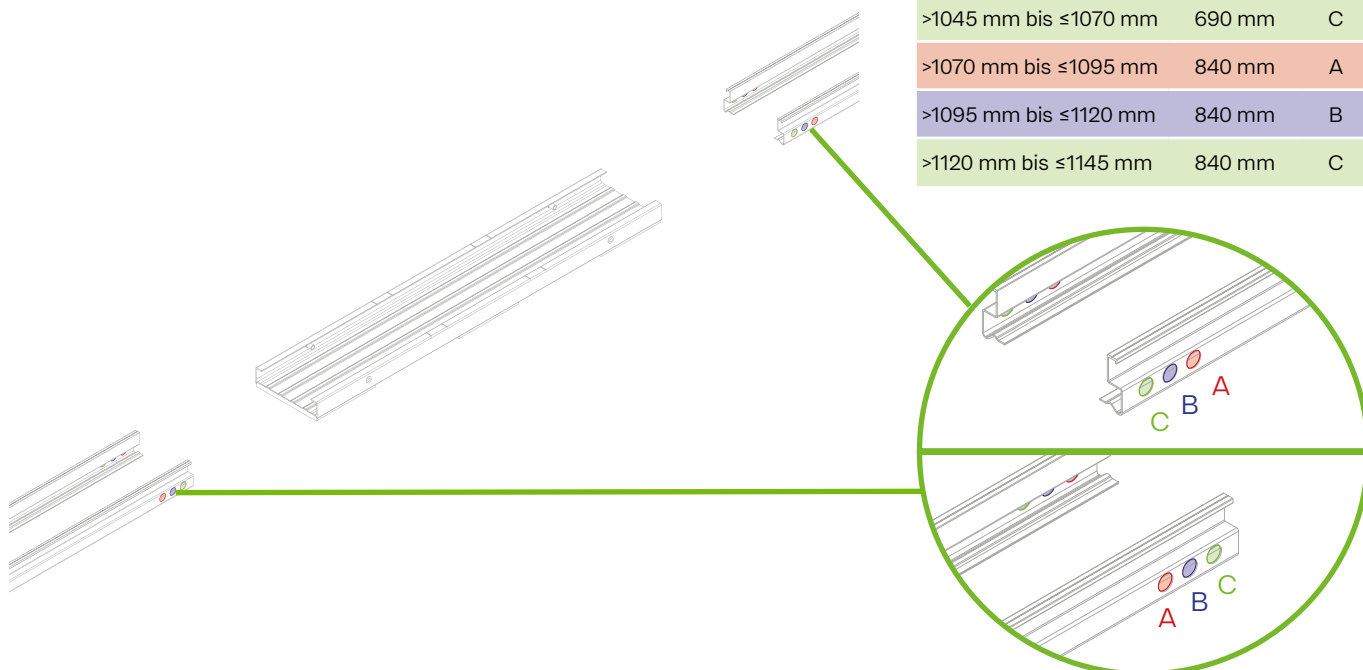 >1045 mm bis ≤1070 mm 690 mm C
>1070 mm bis ≤1095 mm 840 mm A
>1095 mm bis ≤1120 mm 840 mm B
>1120 mm bis ≤1145 mm 840 mm C
C B A
A B C